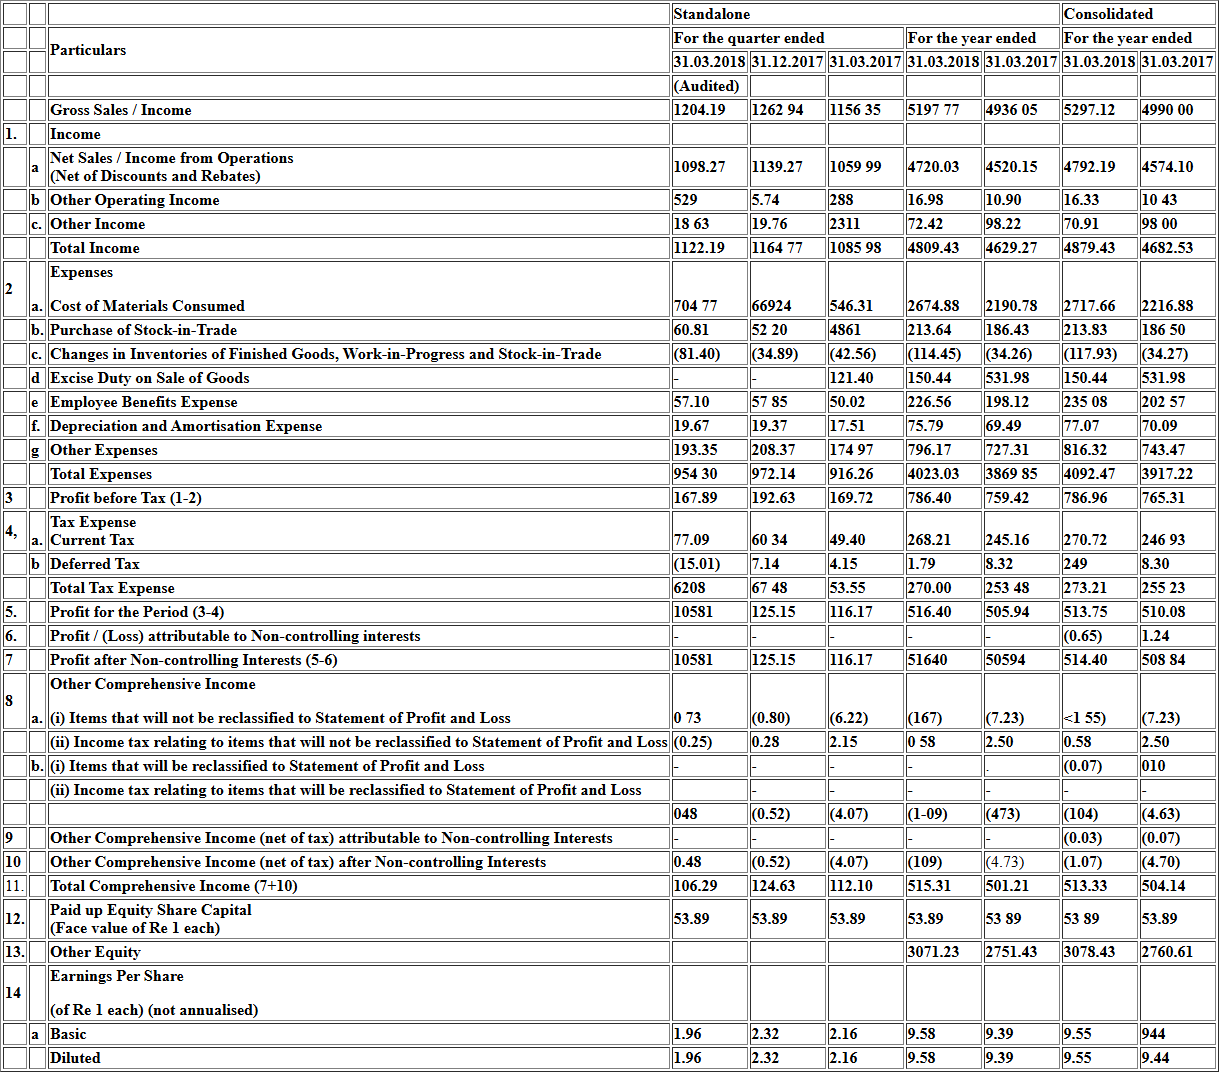 Standalone Consolidated
Particulars For the quarter ended For the year ended For the year ended
31.03.2018 31.12.2017 31.03.2017 31.03.2018 31.03.2017 31.03.2018 31.03.2017
(Audited)
Gross Sales / Income 1204.19 1262 94 1156 35 5197 77 4936 05 5297.12 4990 00
1. Income
a Net Sales / Income from Operations
(Net of Discounts and Rebates) 1098.27 1139.27 1059 99 4720.03 4520.15 4792.19 4574.10
b Other Operating Income 529 5.74 288 16.98 10.90 16.33 10 43
c. Other Income 18 63 19.76 2311 72.42 98.22 70.91 98 00
Total Income 1122.19 1164 77 1085 98 4809.43 4629.27 4879.43 4682.53
2 Expenses
a. Cost of Materials Consumed 704 77 66924 546.31 2674.88 2190.78 2717.66 2216.88
b. Purchase of Stock-in-Trade 60.81 52 20 4861 213.64 186.43 213.83 186 50
c. Changes in Inventories of Finished Goods, Work-in-Progress and Stock-in-Trade (81.40) (34.89) (42.56) (114.45) (34.26) (117.93) (34.27)
d Excise Duty on Sale of Goods - - 121.40 150.44 531.98 150.44 531.98
e Employee Benefits Expense 57.10 57 85 50.02 226.56 198.12 235 08 202 57
f. Depreciation and Amortisation Expense 19.67 19.37 17.51 75.79 69.49 77.07 70.09
g Other Expenses 193.35 208.37 174 97 796.17 727.31 816.32 743.47
Total Expenses 954 30 972.14 916.26 4023.03 3869 85 4092.47 3917.22
3 Profit before Tax (1-2) 167.89 192.63 169.72 786.40 759.42 786.96 765.31
4, Tax Expense
a. Current Tax 77.09 60 34 49.40 268.21 245.16 270.72 246 93
b Deferred Tax (15.01) 7.14 4.15 1.79 8.32 249 8.30
Total Tax Expense 6208 67 48 53.55 270.00 253 48 273.21 255 23
5. Profit for the Period (3-4) 10581 125.15 116.17 516.40 505.94 513.75 510.08
6. Profit / (Loss) attributable to Non-controlling interests - - - - - (0.65) 1.24
7 Profit after Non-controlling Interests (5-6) 10581 125.15 116.17 51640 50594 514.40 508 84
8 Other Comprehensive Income
a. (i) Items that will not be reclassified to Statement of Profit and Loss 0 73 (0.80) (6.22) (167) (7.23) <1 55) (7.23)
(ii) Income tax relating to items that will not be reclassified to Statement of Profit and Loss (0.25) 0.28 2.15 0 58 2.50 0.58 2.50
b. (i) Items that will be reclassified to Statement of Profit and Loss - - - - . (0.07) 010
(ii) Income tax relating to items that will be reclassified to Statement of Profit and Loss - - - - - -
048 (0.52) (4.07) (1-09) (473) (104) (4.63)
9 Other Comprehensive Income (net of tax) attributable to Non-controlling Interests - - - - - (0.03) (0.07)
10 Other Comprehensive Income (net of tax) after Non-controlling Interests 0.48 (0.52) (4.07) (109) (4.73) (1.07) (4.70)
11. Total Comprehensive Income (7+10) 106.29 124.63 112.10 515.31 501.21 513.33 504.14
12. Paid up Equity Share Capital
(Face value of Re 1 each) 53.89 53.89 53.89 53.89 53 89 53 89 53.89
13. Other Equity 3071.23 2751.43 3078.43 2760.61
14 Earnings Per Share
(of Re 1 each) (not annualised)
a Basic 1.96 2.32 2.16 9.58 9.39 9.55 944
Diluted 1.96 2.32 2.16 9.58 9.39 9.55 9.44